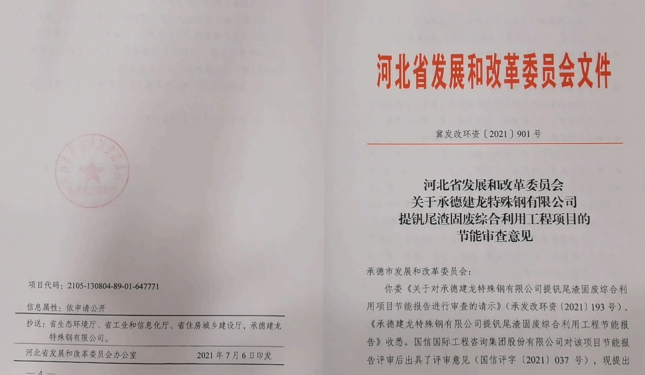 项目代码：2105-130804-89-01-647771
信息属性：依申请公开
抄送：省生态环境厅、省工业和信息化厅、省住房城乡建设厅，承德建龙
特殊钢有限公司。
河北省发展和改革委员会办公室
2021年7月6日印发
— 4
河北省发展和改革委员会文件
冀发改环资〔2021〕901号
河北省发展和改革委员会
关于承德建龙特殊钢有限公司
提钒尾渣固废综合利用工程项目的
节能审查意见
承德市发展和改革委员会：
你委《关于对承德建龙特殊钢有限公司提钒尾渣固废综合利
用项目节能报告进行审查的请示》（承发改环资〔2021〕193号）、
《承德建龙特殊钢有限公司提钒尾渣固废综合利用工程节能报
告》收悉。国信国际工程咨询集团股份有限公司对该项目节能报
告评审后出具了评审意见（国信评字〔2021〕037号），现提出